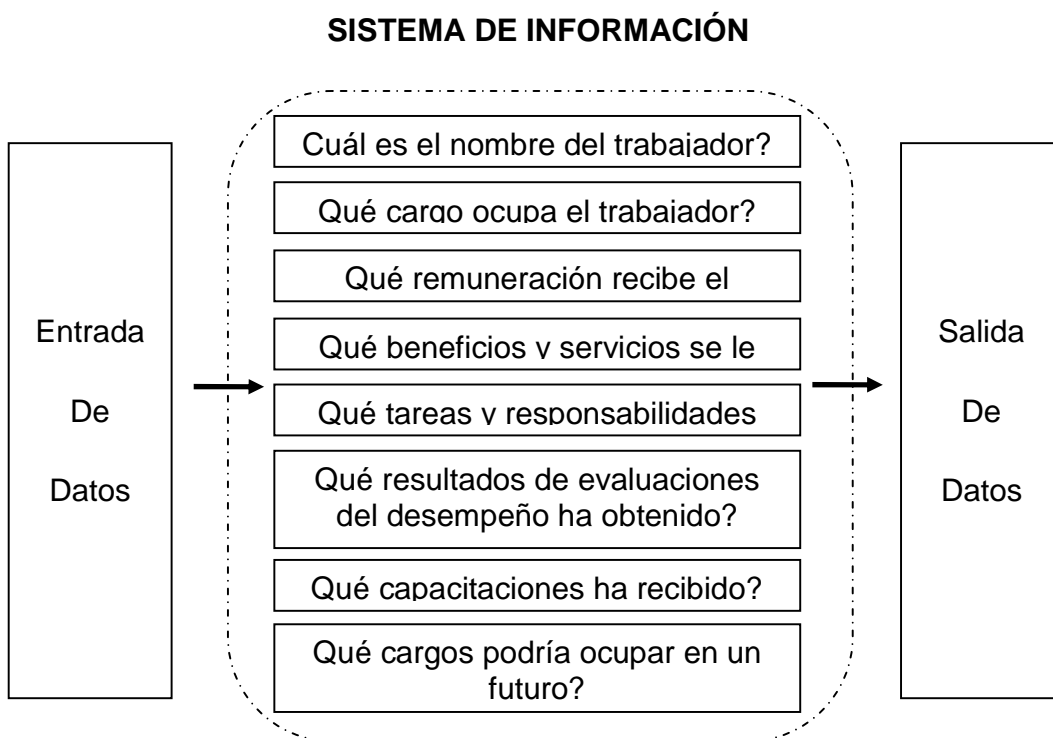 SISTEMA DE INFORMACIÓN
Entrada
De
Datos
Cuál es el nombre del trabajador?
Qué cargo ocupa el trabajador?
Qué remuneración recibe el
Qué beneficios y servicios se le
Qué tareas y responsabilidades
Qué resultados de evaluaciones
del desempeño ha obtenido?
Qué capacitaciones ha recibido?
Qué cargos podría ocupar en un
futuro?
Salida
De
Datos